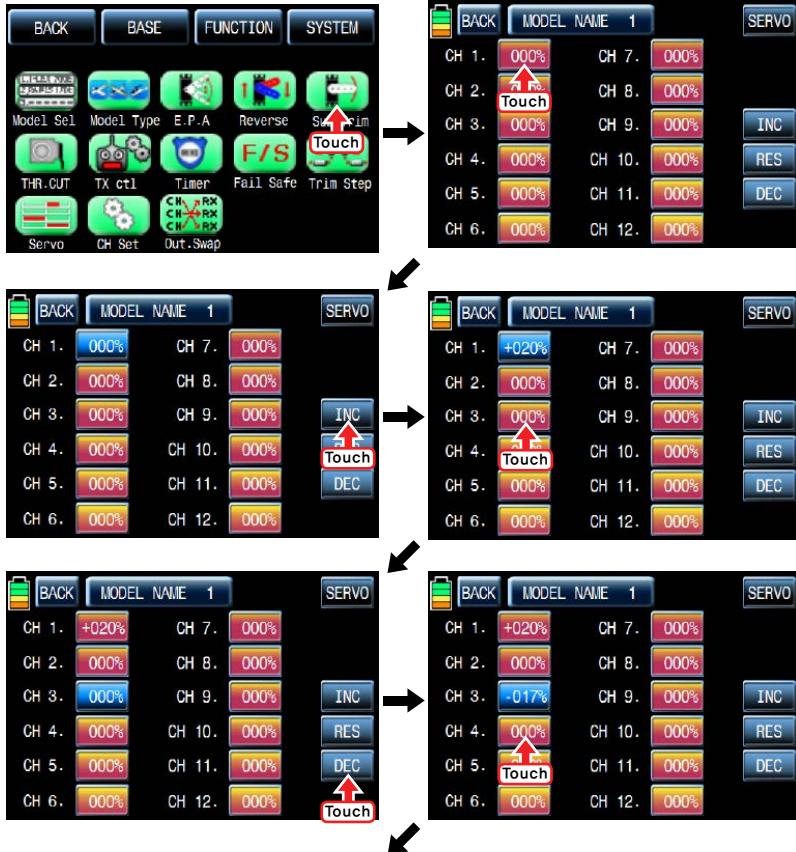 BACK BASE FUNCTION SYSTEM
Model Sel Model Type E.P.A Reverse
Touch
F/S
THR.CUT TX ctl Timer Fail Safe Trim Step
CH RX
CH RX
CH RX
Servo CH Set Out.Swap
BACK MODEL NAME 1 SERVO
CH 1. 000% CH 7. 000%
CH 2. CH 8. 000%
Touch
CH 3. 000% CH 9. 000% INC
CH 4. 000% CH 10. 000% RES
CH 5. 000% CH 11. 000% DEC
CH 6. 000% CH 12. 000%
BACK MODEL NAME 1 SERVO
CH 1. 000% CH 7. 000%
CH 2. 000% CH 8. 000%
CH 3. 000% CH 9. 000% INC
CH 4. 000% CH 10. 000%
Touch
CH 5. 000% CH 11. 000% DEC
CH 6. 000% CH 12. 000%
BACK MODEL NAME 1 SERVO
CH 1. +020% CH 7. 000%
CH 2. 000% CH 8. 000%
CH 3. 000% CH 9. 000% INC
CH 4. CH 10. 000% RES
Touch
CH 5. 000% CH 11. 000% DEC
CH 6. 000% CH 12. 000%
BACK MODEL NAME 1 SERVO
CH 1. +020% CH 7. 000%
CH 2. 000% CH 8. 000%
CH 3. 000% CH 9. 000% INC
CH 4. 000% CH 10. 000% RES
CH 5. 000% CH 11. 000% DEC
CH 6. 000% CH 12. 000%
Touch
BACK MODEL NAME 1 SERVO
CH 1. +020% CH 7. 000%
CH 2. 000% CH 8. 000%
CH 3. -017% CH 9. 000% INC
CH 4. 000% CH 10. 000% RES
CH 5. CH 11. 000% DEC
Touch
CH 6. 000% CH 12. 000%